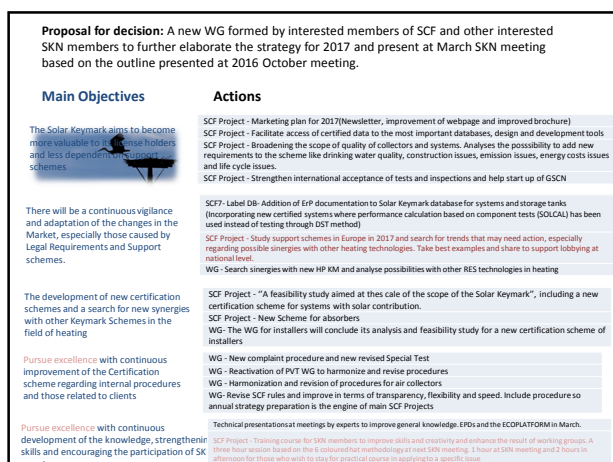 Proposal for decision: A new WG formed by interested members of SCF and other interested
SKN members to further elaborate the strategy for 2017 and present at March SKN meeting
based on the outline presented at 2016 October meeting.
Main Objectives
Actions
The Solar Keymark aims to become
more valuable to its license holders
and less dependent on support
schemes
SCF Project - Marketing plan for 2017(Newsletter, improvement of webpage and improved brochure)
SCF Project - Facilitate access of certified data to the most important databases, design and development tools
SCF Project - Broadening the scope of quality of collectors and systems. Analyses the posssibility to add new
requirements to the scheme like drinking water quality, construction issues, emission issues, energy costs issues
and life cycle issues.
SCF Project - Strengthen international acceptance of tests and inspections and help start up of GSCN
There will be a continuous vigilance
and adaptation of the changes in the
Market, especially those caused by
Legal Requirements and Support
schemes.
SCF7- Label DB- Addition of ErP documentation to Solar Keymark database for systems and storage tanks
(Incorporating new certified systems where performance calculation based on component tests (SOLCAL) has been
used instead of testing through DST method)
SCF Project - Study support schemes in Europe in 2017 and search for trends that may need action, especially
regarding possible sinergies with other heating technologies. Take best examples and share to support lobbying at
national level.
WG - Search sinergies with new HP KM and analyse possibilities with other RES technologies in heating
The development of new certification
schemes and a search for new synergies
with other Keymark Schemes in the
field of heating
SCF Project - "A feasibility study aimed at thes cale of the scope of the Solar Keymark", including a new
certification scheme for systems with solar contribution.
SCF Project - New Scheme for absorbers
WG- The WG for installers will conclude its analysis and feasibility study for a new certification scheme of
installers
Pursue excellence with continuous
improvement of the Certification
scheme regarding internal procedures
and those related to clients
WG - New complaint procedure and new revised Special Test
WG - Reactivation of PVT WG to harmonize and revise procedures
WG - Harmonization and revision of procedures for air collectors
WG- Revise SCF rules and improve in terms of transparency, flexibility and speed. Include procedure so
annual strategy preparation is the engine of main SCF Projects
Pursue excellence with continuous
development of the knowledge, strengthenin
skills and encouraging the participation of SK
Technical presentations at meetings by experts to improve general knowledge. EPDs and the ECOPLATFORM in March.
SCF Project - Training course for SKN members to improve skills and creativity and enhance the result of working groups. A
three hour session based on the 6 coloured hat methodology at next SKN meeting. 1 hour at SKN meeting and 2 hours in
afternoon for those who wish to stay for practical course in applying to a specific issue